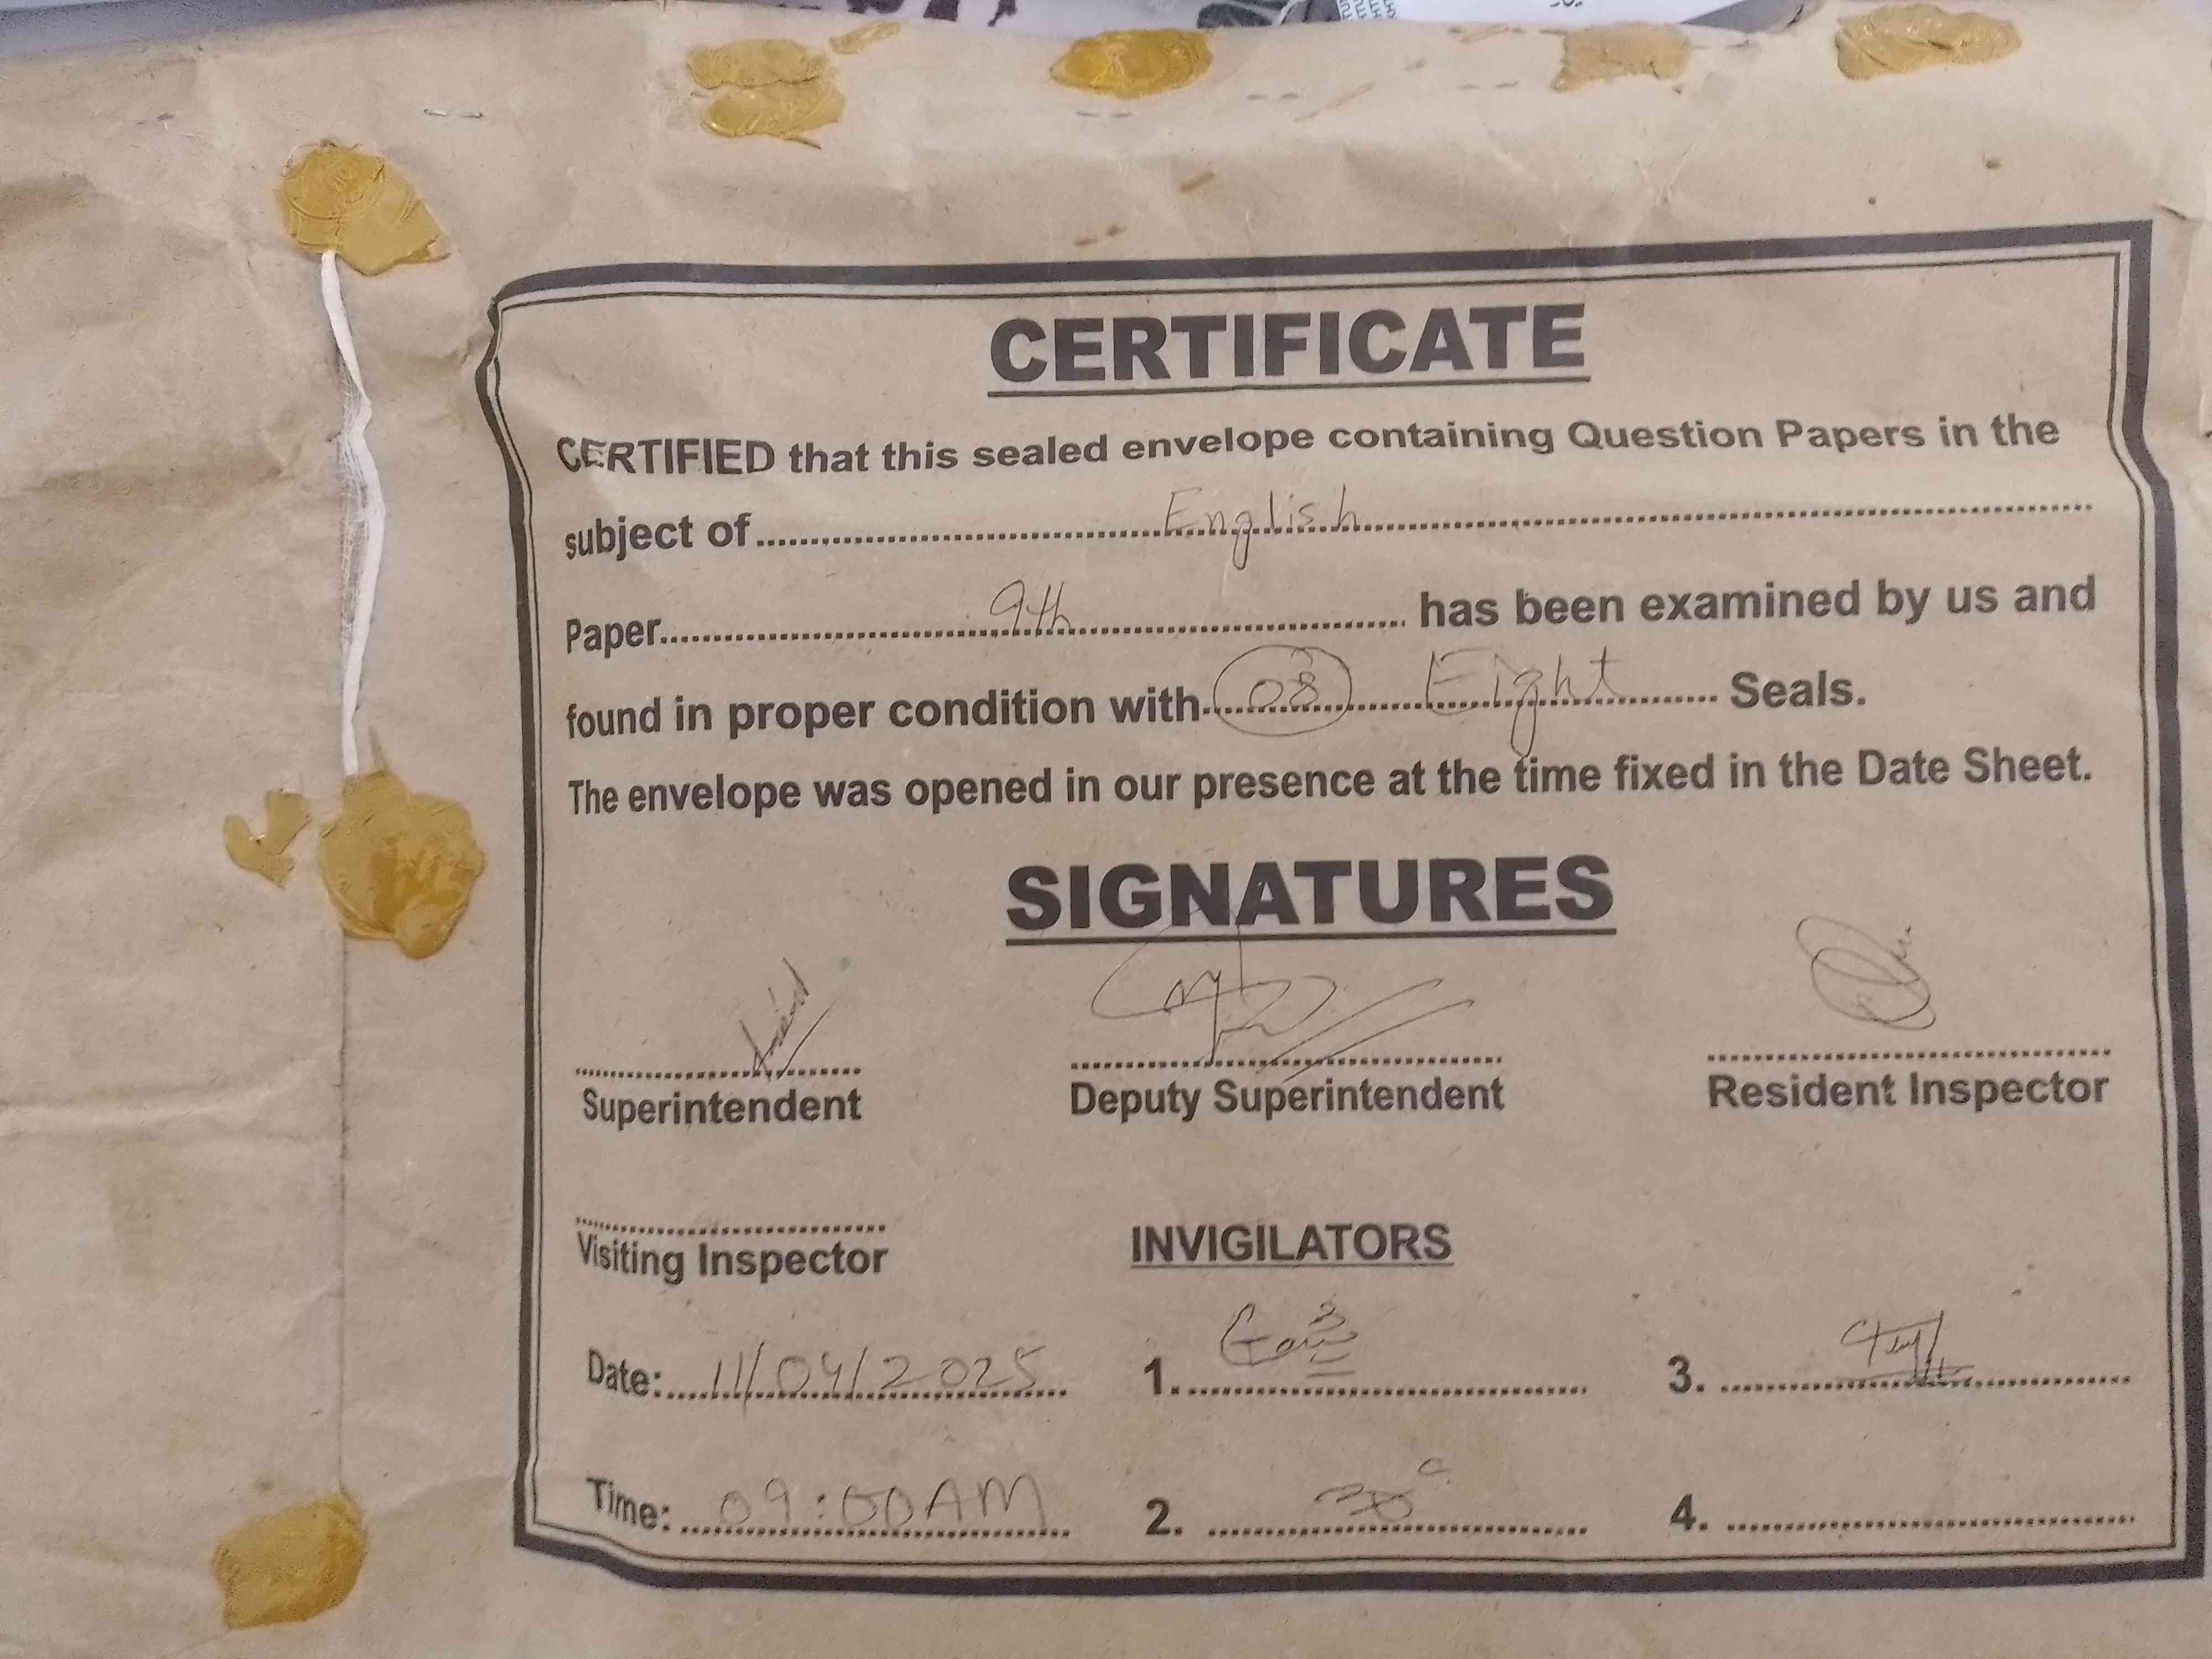 CERTIFICATE
CERTIFIED that this sealed envelope containing Question Papers in the
subject of English
Paper 9th has been examined by us and
found in proper condition with 08 Eight Seals.
The envelope was opened in our presence at the time fixed in the Date Sheet.
SIGNATURES
Superintendent Deputy Superintendent Resident Inspector
Visiting Inspector INVIGILATORS
Date: 11/04/2025 1. 3.
Time: 09:00AM 2. 4.